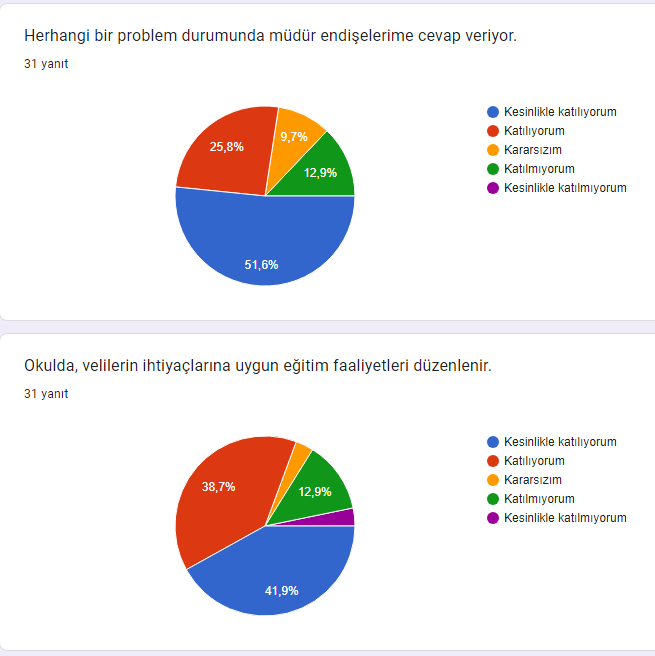 Herhangi bir problem durumunda müdür endişelerime cevap veriyor.
31 yanıt
Kesinlikle katılıyorum
Katılıyorum
Kararsızım
Katılmıyorum
Kesinlikle katılmıyorum
25,8%
9,7%
12,9%
51,6%
Okulda, velilerin ihtiyaçlarına uygun eğitim faaliyetleri düzenlenir.
31 yanıt
Kesinlikle katılıyorum
Katılıyorum
Kararsızım
Katılmıyorum
Kesinlikle katılmıyorum
38,7%
12,9%
41,9%